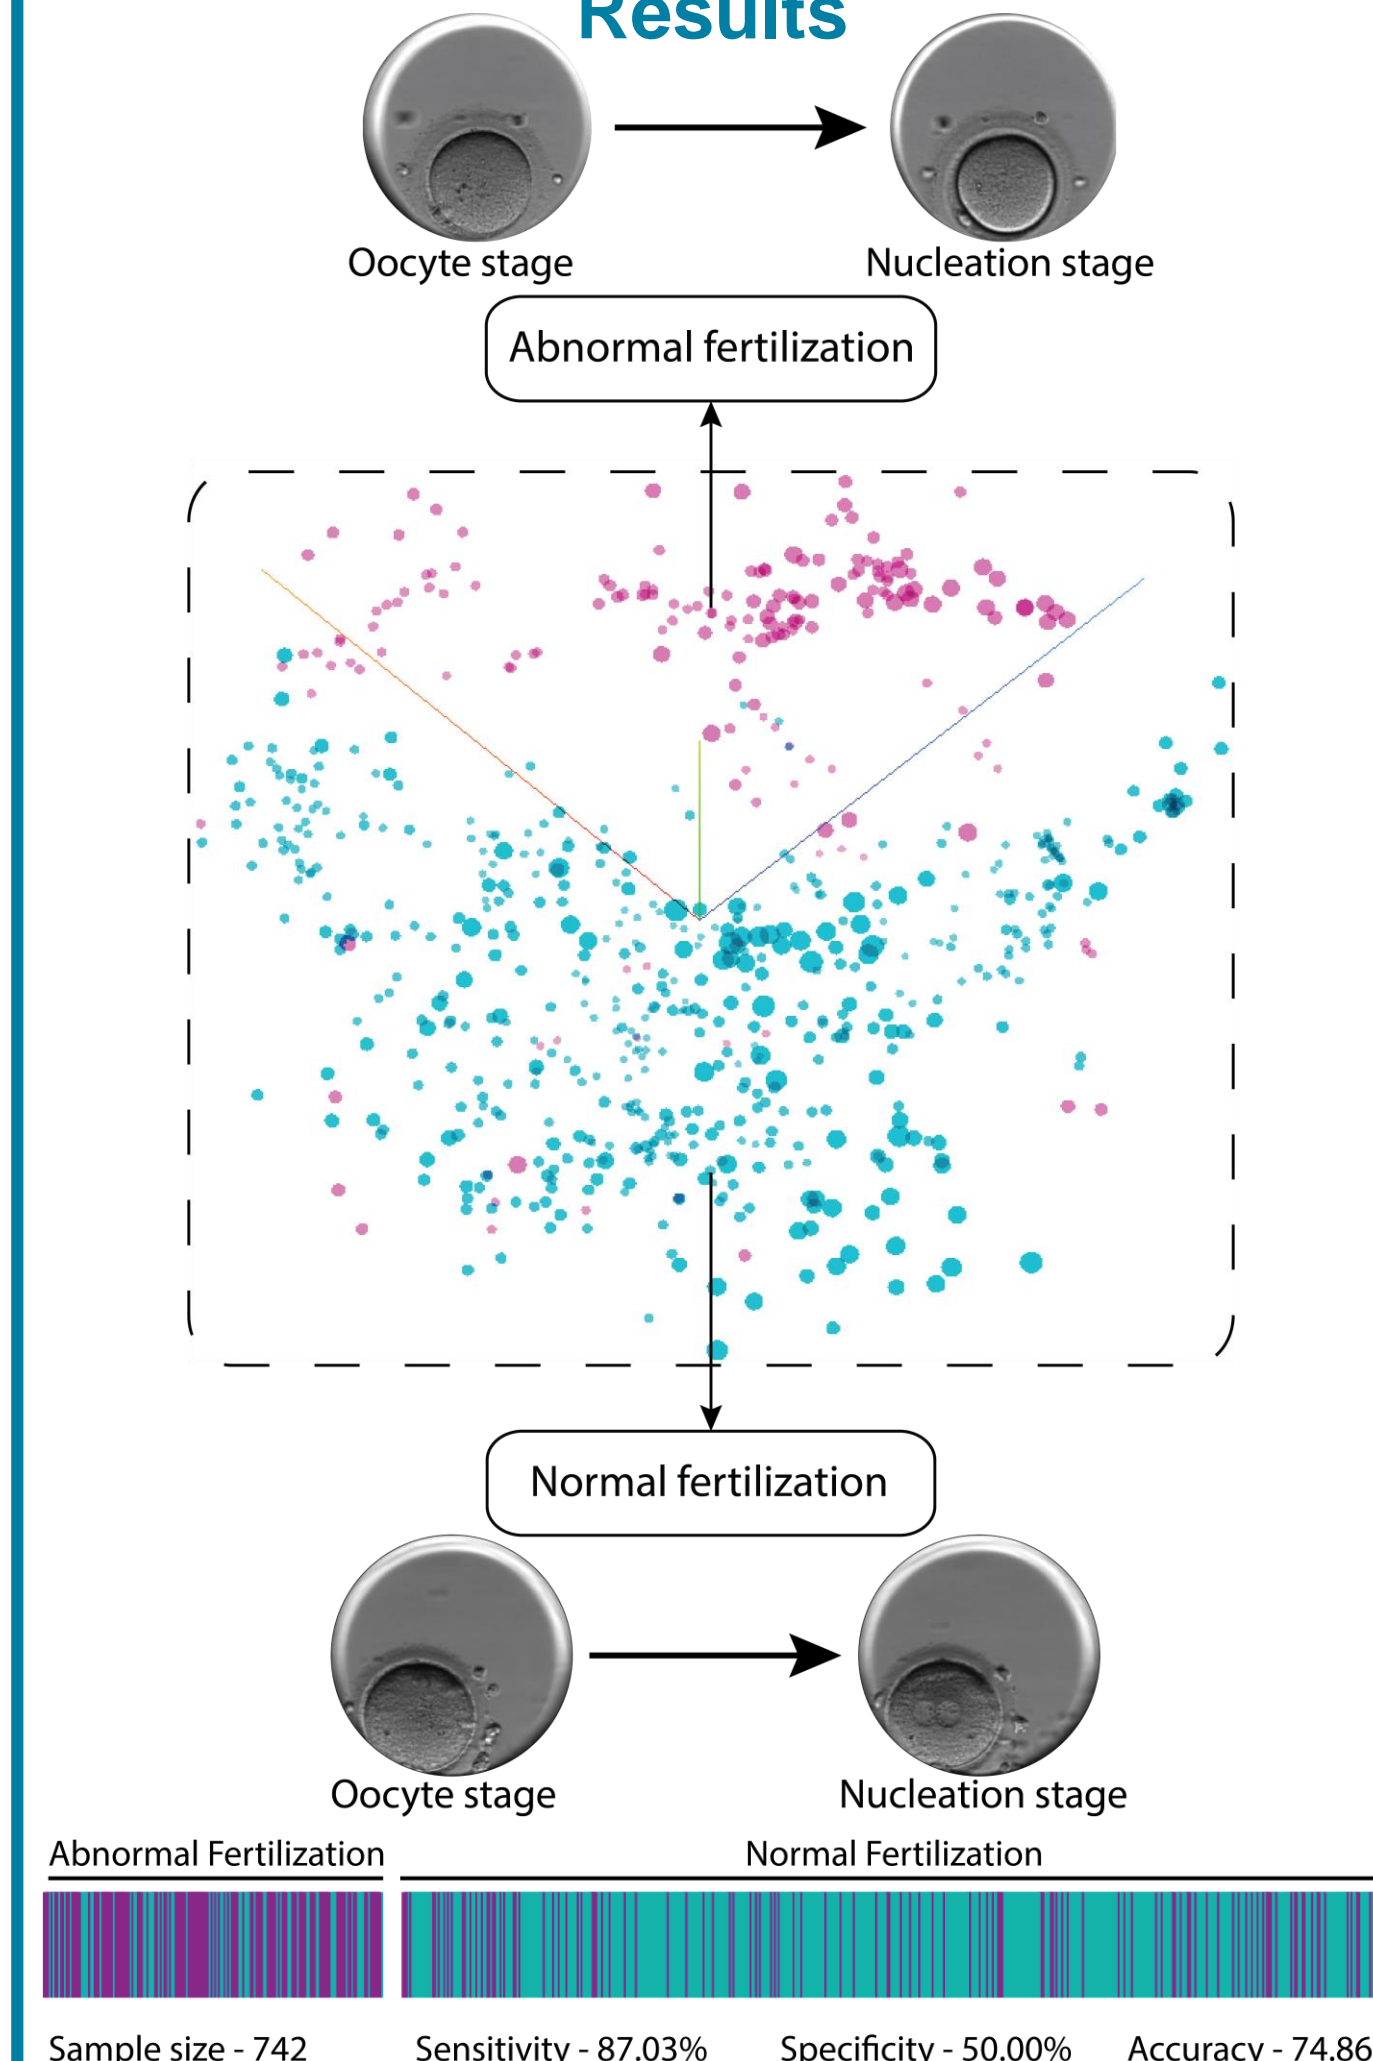 Results
Oocyte stage
Nucleation stage
Abnormal fertilization
Normal fertilization
Oocyte stage
Nucleation stage
Abnormal Fertilization
Normal Fertilization
Sample size - 742
Sensitivity - 87.03%
Specificity - 50.00%
Accuracy - 74.86